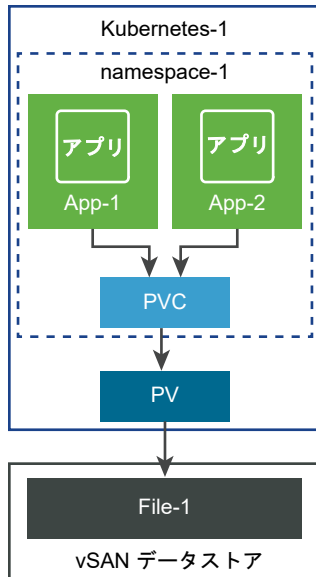 Kubernetes-1
namespace-1
アプリ アプリ
App-1 App-2
PVC
PV
File-1
vSAN データストア